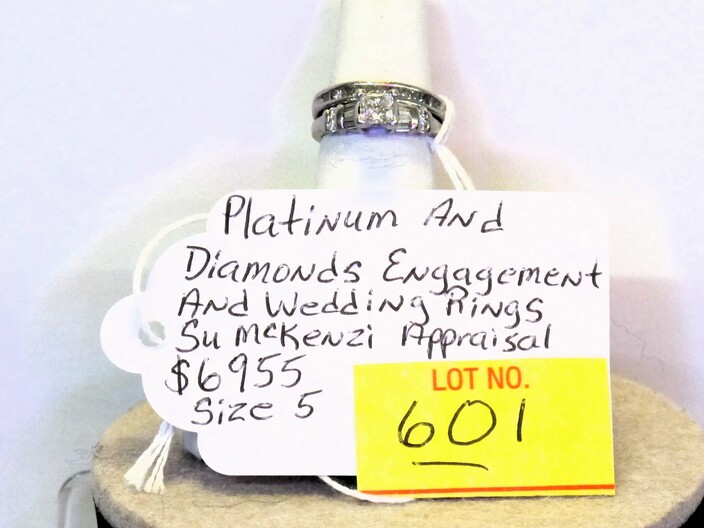 Platinum And
Diamonds Engagement
And Wedding Rings
Su McKenzi Appraisal
$6955
Size 5
LOT NO.
601